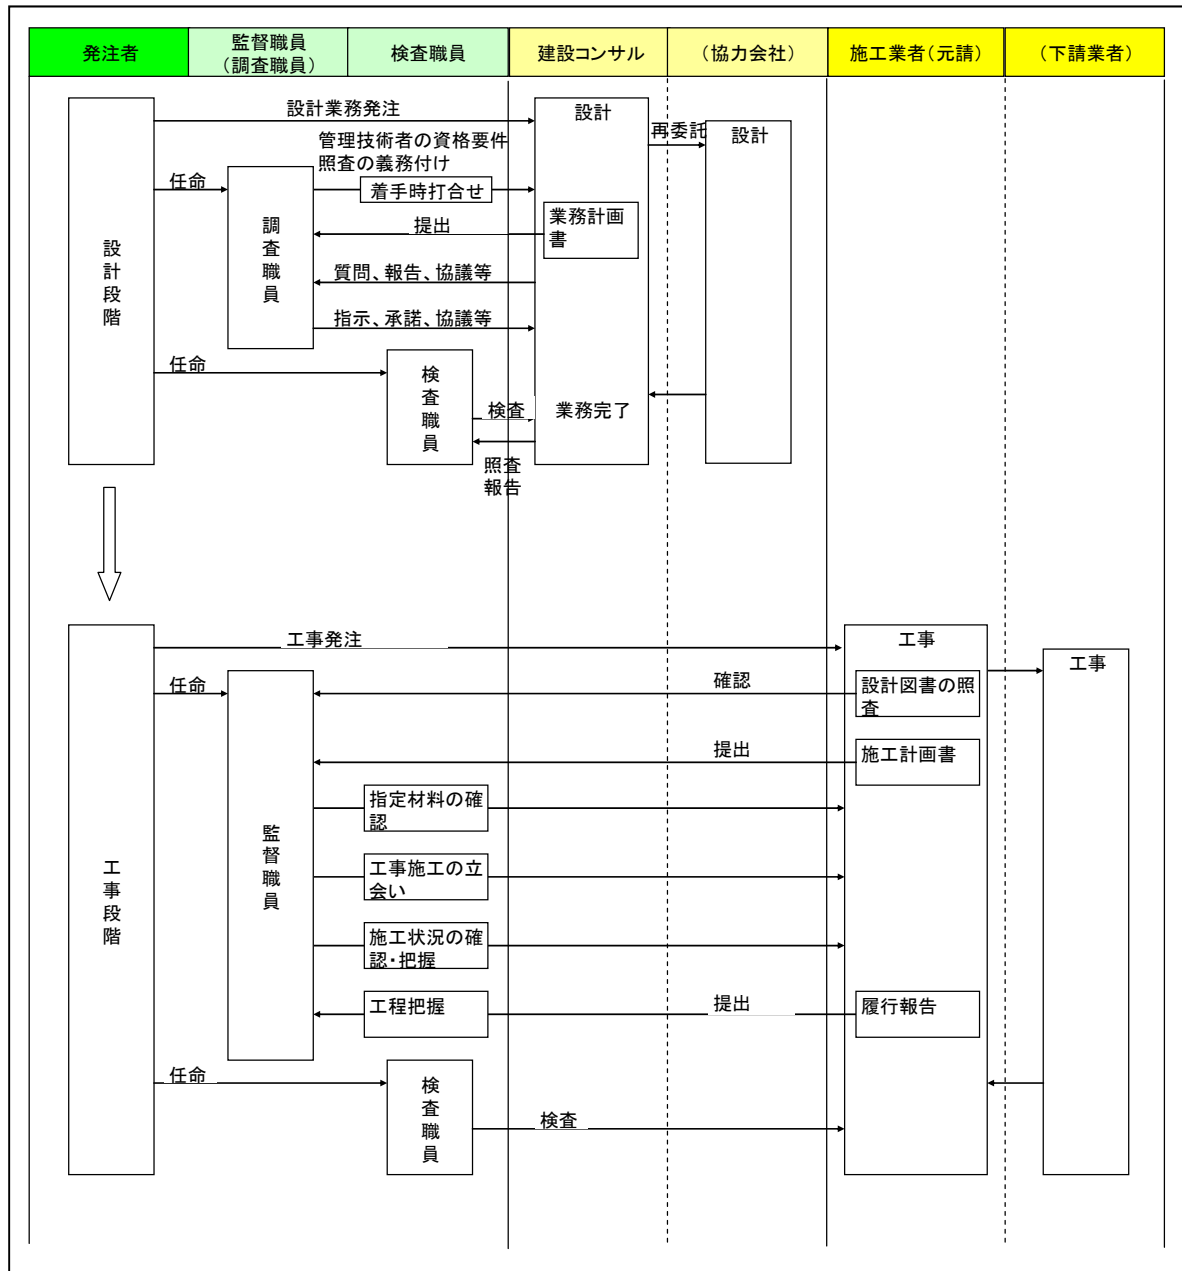 発注者
監督職員
（調査職員）
検査職員
建設コンサル
（協力会社）
施工業者（元請）
（下請業者）
設計段階
設計業務発注
設計
再委託
設計
管理技術者の資格要件
照査の義務付け
任命
着手時打合せ
調査職員
提出
業務計画
書
質問、報告、協議等
指示、承諾、協議等
任命
検査職員
検査
業務完了
照査
報告
工事段階
工事発注
工事
工事
任命
確認
設計図書の照
査
提出
施工計画書
監督職員
指定材料の確
認
工事施工の立
会い
施工状況の確
認・把握
工程把握
提出
履行報告
任命
検査職員
検査